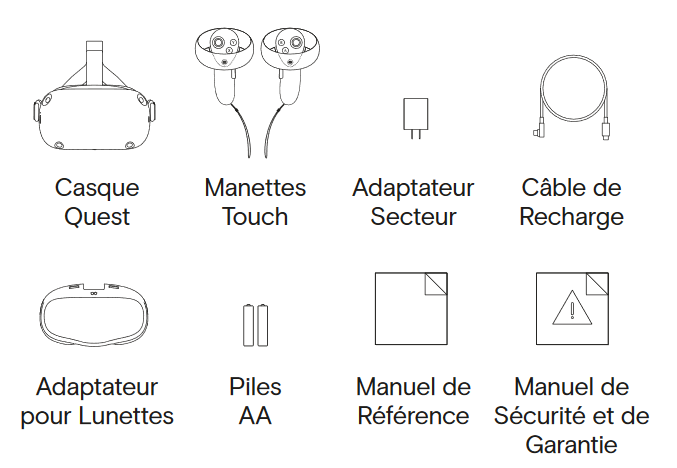 Casque
Quest
Manettes
Touch
Adaptateur
Secteur
Câble de
Recharge
Adaptateur
pour Lunettes
Piles
AA
Manuel de
Référence
Manuel de
Sécurité et de
Garantie